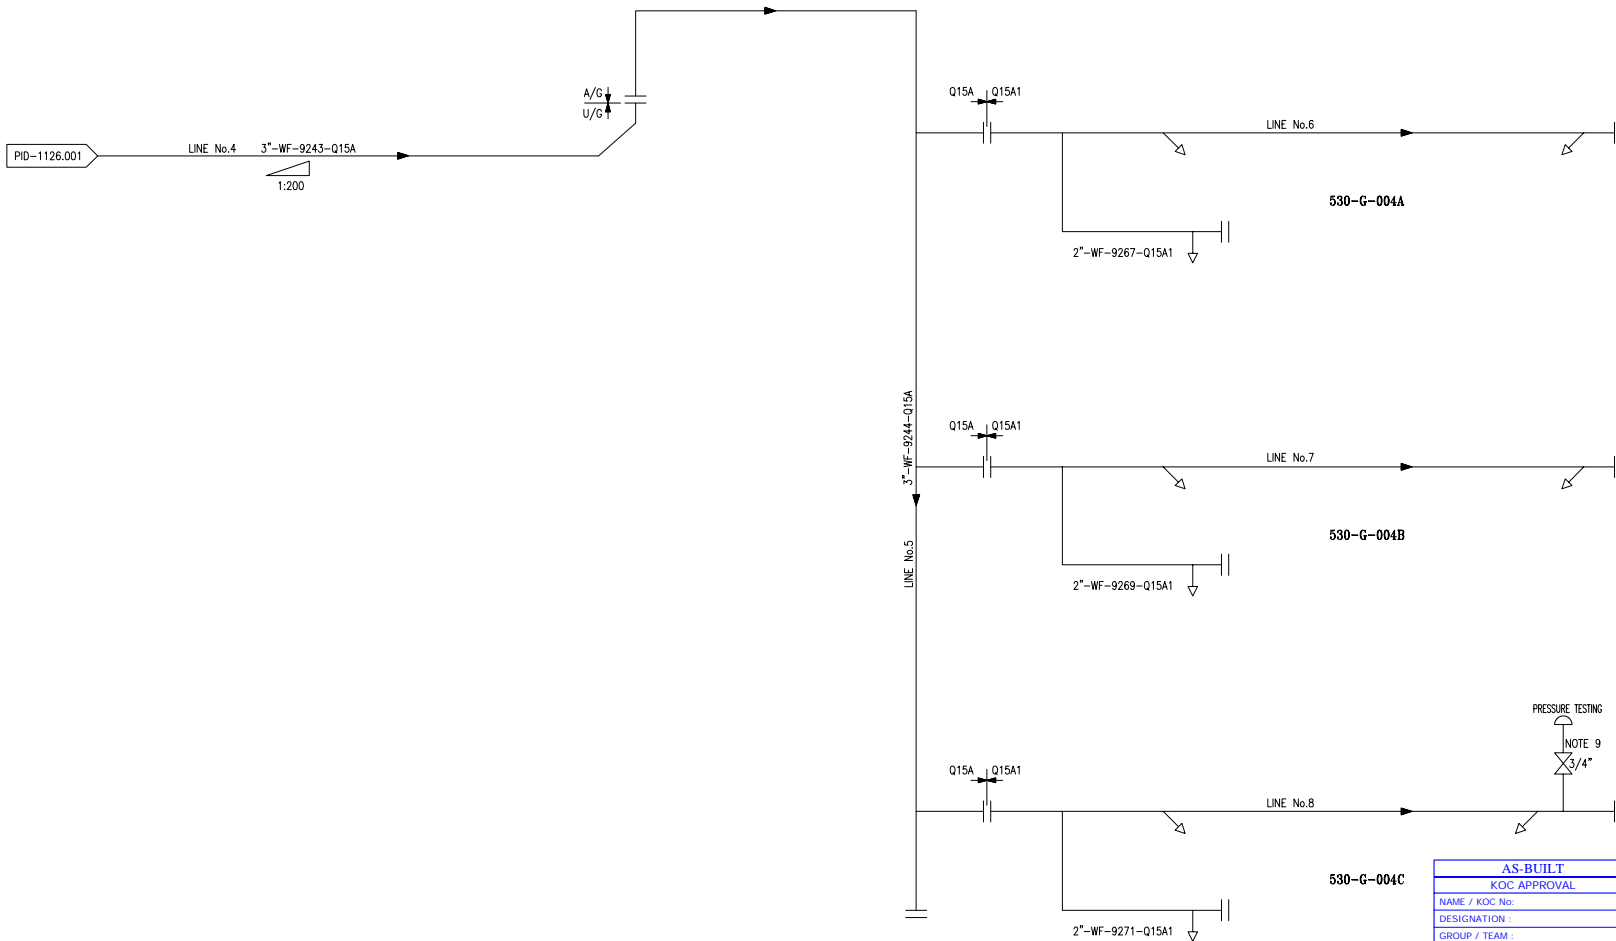 A/G
U/G
PID-1126.001
LINE No.4 3"-WF-9243-Q15A
1:200
Q15A Q15A1
LINE No.6
530-G-004A
2"-WF-9267-Q15A1
3"-WF-9244-Q15A
LINE No.5
Q15A Q15A1
LINE No.7
530-G-004B
2"-WF-9269-Q15A1
PRESSURE TESTING
NOTE 9
3/4"
Q15A Q15A1
LINE No.8
530-G-004C
2"-WF-9271-Q15A1
AS-BUILT
KOC APPROVAL
NAME / KOC No:
DESIGNATION :
GROUP / TEAM :